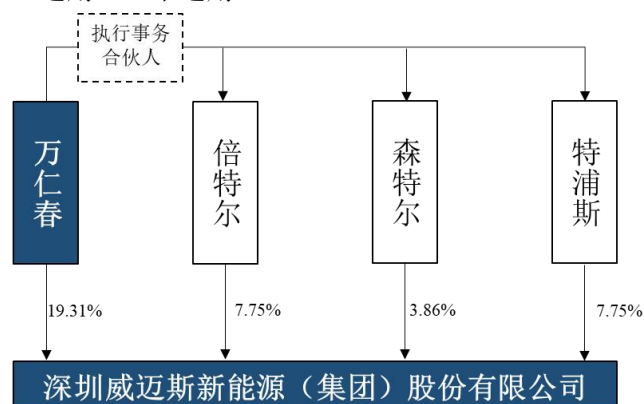 执行事务
合伙人
万仁春
倍特尔
森特尔
特浦斯
19.31%
7.75%
3.86%
7.75%
深圳威迈斯新能源（集团）股份有限公司